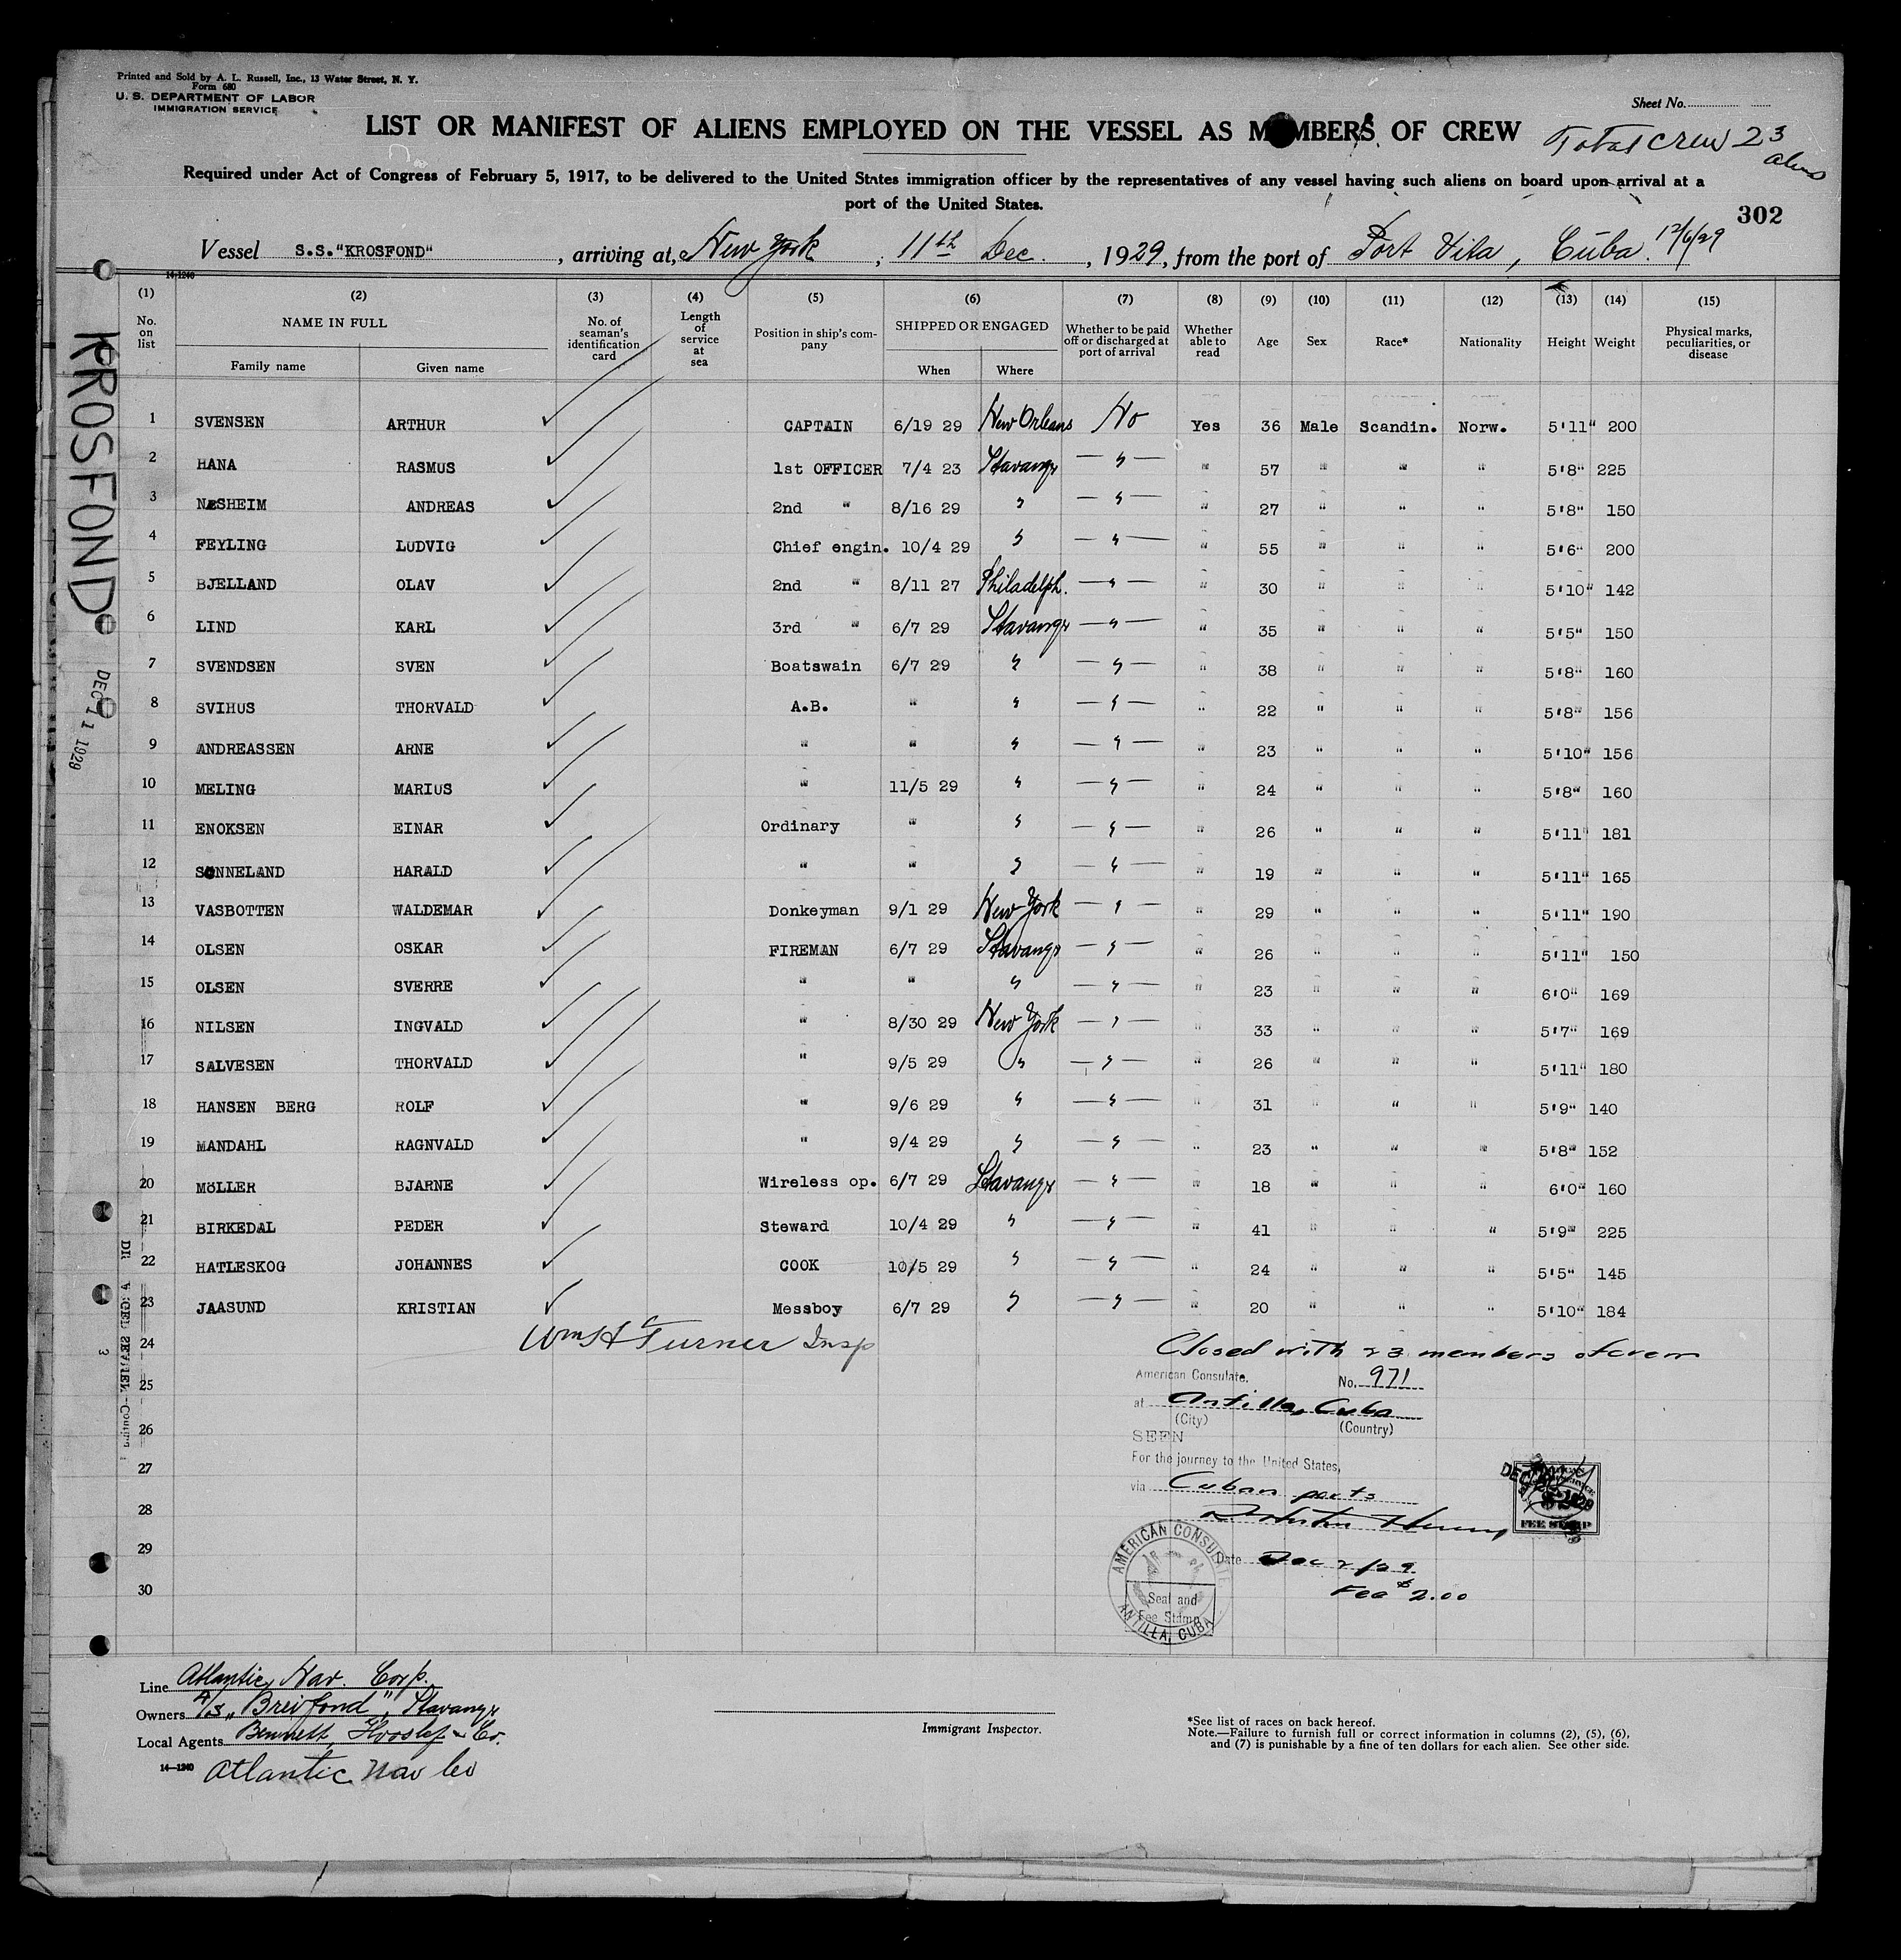 Printed and Sold by A. L. Russell, Inc., 13 Water Street, N. Y.
Form 680
U. S. DEPARTMENT OF LABOR
IMMIGRATION SERVICE
Sheet No.
LIST OR MANIFEST OF ALIENS EMPLOYED ON THE VESSEL AS MEMBERS OF CREW
Total Crew 23
aliens
Required under Act of Congress of February 5, 1917, to be delivered to the United States immigration officer by the representatives of any vessel having such aliens on board upon arrival at a
port of the United States.
302
Vessel S.S. "KROSFOND", arriving at, New York, 11th Dec., 1929, from the port of Port Vita, Cuba. 12/6/29
14-1240
(1) (2) (3) (4) (5) (6) (7) (8) (9) (10) (11) (12) (13) (14) (15)
No. on list NAME IN FULL Family name Given name No. of seaman's identification card Length of service at sea Position in ship's company SHIPPED OR ENGAGED When Where Whether to be paid off or discharged at port of arrival Whether able to read Age Sex Race* Nationality Height Weight Physical marks, peculiarities, or disease
1 SVENSEN ARTHUR CAPTAIN 6/19 29 New Orleans No Yes 36 Male Scandin. Norw. 5'11" 200
2 HANA RASMUS 1st OFFICER 7/4 23 Stavangr — " — " 57 " " " 5'8" 225
3 NESHEIM ANDREAS 2nd " 8/16 29 " — " — " 27 " " " 5'8" 150
4 FEYLING LUDVIG Chief engin. 10/4 29 " — " — " 55 " " " 5'6" 200
5 BJELLAND OLAV 2nd " 8/11 27 Philadelph. — " — " 30 " " " 5'10" 142
6 LIND KARL 3rd " 6/7 29 Stavangr — " — " 35 " " " 5'5" 150
7 SVENDSEN SVEN Boatswain 6/7 29 " — " — " 38 " " " 5'8" 160
8 SVIHUS THORVALD A.B. " " — " — " 22 " " " 5'8" 156
9 ANDREASSEN ARNE " " " — " — " 23 " " " 5'10" 156
10 MELING MARIUS " 11/5 29 " — " — " 24 " " " 5'8" 160
11 ENOKSEN EINAR Ordinary " " — " — " 26 " " " 5'11" 181
12 SØNNELAND HARALD " " " — " — " 19 " " " 5'11" 165
13 VASBOTTEN WALDEMAR Donkeyman 9/1 29 New York — " — " 29 " " " 5'11" 190
14 OLSEN OSKAR FIREMAN 6/7 29 Stavangr — " — " 26 " " " 5'11" 150
15 OLSEN SVERRE " " " — " — " 23 " " " 6'0" 169
16 NILSEN INGVALD " 8/30 29 New York — " — " 33 " " " 5'7" 169
17 SALVESEN THORVALD " 9/5 29 " — " — " 26 " " " 5'11" 180
18 HANSEN BERG ROLF " 9/6 29 " — " — " 31 " " " 5'9" 140
19 MANDAHL RAGNVALD " 9/4 29 " — " — " 23 " " " 5'8" 152
20 MöLLER BJARNE Wireless op. 6/7 29 Stavangr — " — " 18 " " " 6'0" 160
21 BIRKEDAL PEDER Steward 10/4 29 " — " — " 41 " " " 5'9" 225
22 HATLESKOG JOHANNES COOK 10/5 29 " — " — " 24 " " " 5'5" 145
23 JAASUND KRISTIAN Messboy 6/7 29 " — " — " 20 " " " 5'10" 184
24 Wm H Turner Insp Closed with 23 members of crew
25 American Consulate, No. 971
at Antilla, Cuba
26 (City) (Country)
SEEN
27 For the journey to the United States,
via Cuban ports
28
29 Date Dec 2/29
30 Fee $2.00
AMERICAN CONSULATE
ANTILLA, CUBA
Seal and
Fee Stamp
FEE STAMP
KROSFOND
DEC 11 1929
Line Atlantic Nav. Corp.
Owners A/S "Breifond", Stavangr
Local Agents Bennett, & Co.
14—1240 Atlantic Nav Co
Immigrant Inspector.
*See list of races on back hereof.
Note.—Failure to furnish full or correct information in columns (2), (5), (6),
and (7) is punishable by a fine of ten dollars for each alien. See other side.